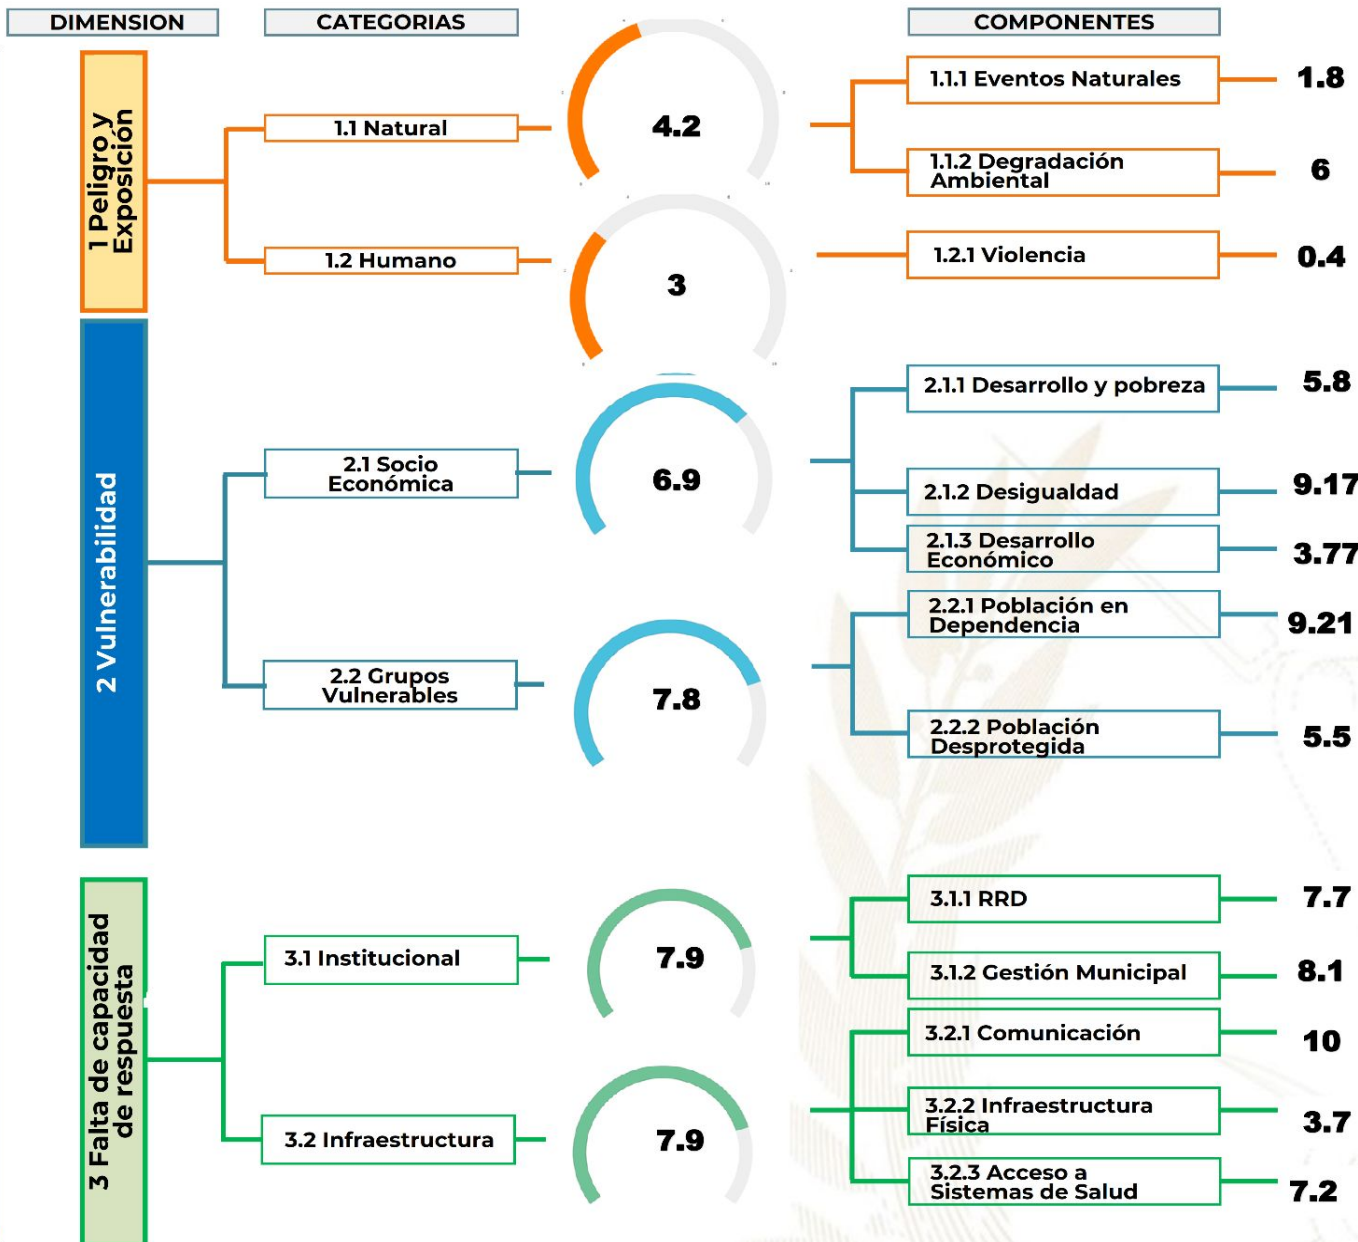 DIMENSION
CATEGORIAS
COMPONENTES
1 Peligro y
Exposición
1.1 Natural
4.2
1.1.1 Eventos Naturales
1.8
1.1.2 Degradación
Ambiental
6
1.2 Humano
3
1.2.1 Violencia
0.4
2 Vulnerabilidad
2.1 Socio
Económica
6.9
2.1.1 Desarrollo y pobreza
5.8
2.1.2 Desigualdad
9.17
2.1.3 Desarrollo
Económico
3.77
2.2 Grupos
Vulnerables
7.8
2.2.1 Población en
Dependencia
9.21
2.2.2 Población
Desprotegida
5.5
3 Falta de capacidad
de respuesta
3.1 Institucional
7.9
3.1.1 RRD
7.7
3.1.2 Gestión Municipal
8.1
3.2 Infraestructura
7.9
3.2.1 Comunicación
10
3.2.2 Infraestructura
Física
3.7
3.2.3 Acceso a
Sistemas de Salud
7.2